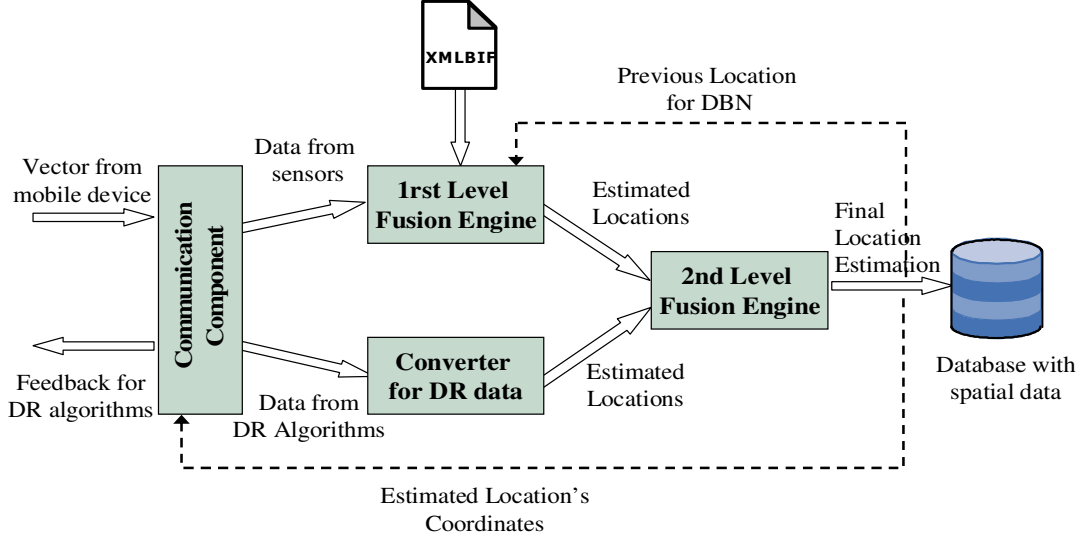 XMLBIF
Previous Location
for DBN
Vector from
mobile device
Data from
sensors
1rst Level
Fusion Engine
Estimated
Locations
Final
Location
Estimation
Communication
Component
2nd Level
Fusion Engine
Feedback for
DR algorithms
Data from
DR Algorithms
Converter
for DR data
Estimated
Locations
Database with
spatial data
Estimated Location's
Coordinates